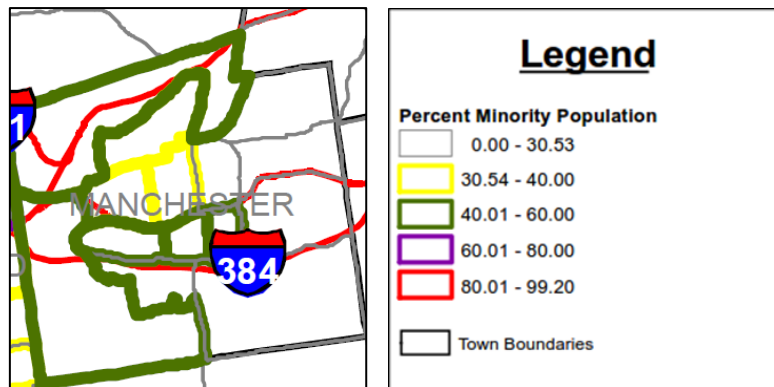 1
MANCHESTER
384
Legend
Percent Minority Population
0.00 - 30.53
30.54 - 40.00
40.01 - 60.00
60.01 - 80.00
80.01 - 99.20
Town Boundaries